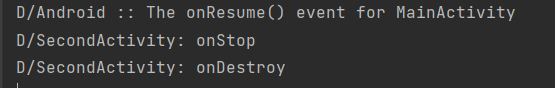 D/Android :: The onResume() event for MainActivity
D/SecondActivity: onStop
D/SecondActivity: onDestroy